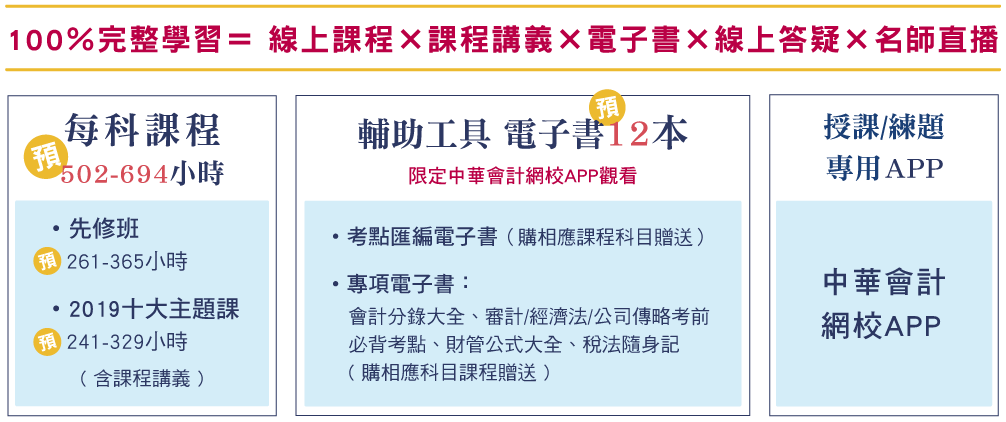 100%完整學習＝ 線上課程×課程講義×電子書×線上答疑×名師直播
每科課程
預
502-694小時
・先修班
預 261-365小時
・2019十大主題課
預 241-329小時
（ 含課程講義 ）
預
輔助工具 電子書12本
限定中華會計網校APP觀看
・考點匯編電子書（ 購相應課程科目贈送 ）
・專項電子書：
會計分錄大全、審計/經濟法/公司傳略考前
必背考點、財管公式大全、稅法隨身記
（ 購相應科目課程贈送 ）
授課/練題
專用APP
中華會計
網校APP